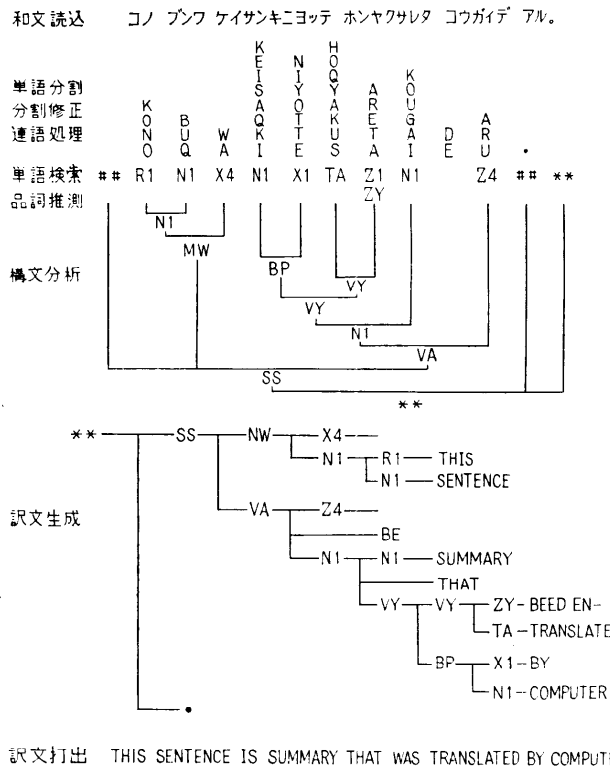 和文読込 コノ ブンワ ケイサンキニヨッテ ホンヤクサレタ コウガイデ アル。
単語分割
分割修正
連語処理 KONO BUQ WA KEISAQKI NIYOTTE HOQYAKUS ARETA KOUGAI DE ARU .
単語検索 ## R1 N1 X4 N1 X1 TA Z1 N1 Z4 ## **
品詞推測 ZY
N1
MW
構文分析 BP
VY
VY
N1
VA
SS
**
** SS NW X4
N1 R1 THIS
N1 SENTENCE
訳文生成 VA Z4
BE
N1 N1 SUMMARY
THAT
VY VY ZY-BEED EN-
TA-TRANSLATE
BP X1-BY
N1-COMPUTER
.
訳文打出 THIS SENTENCE IS SUMMARY THAT WAS TRANSLATED BY COMPUT